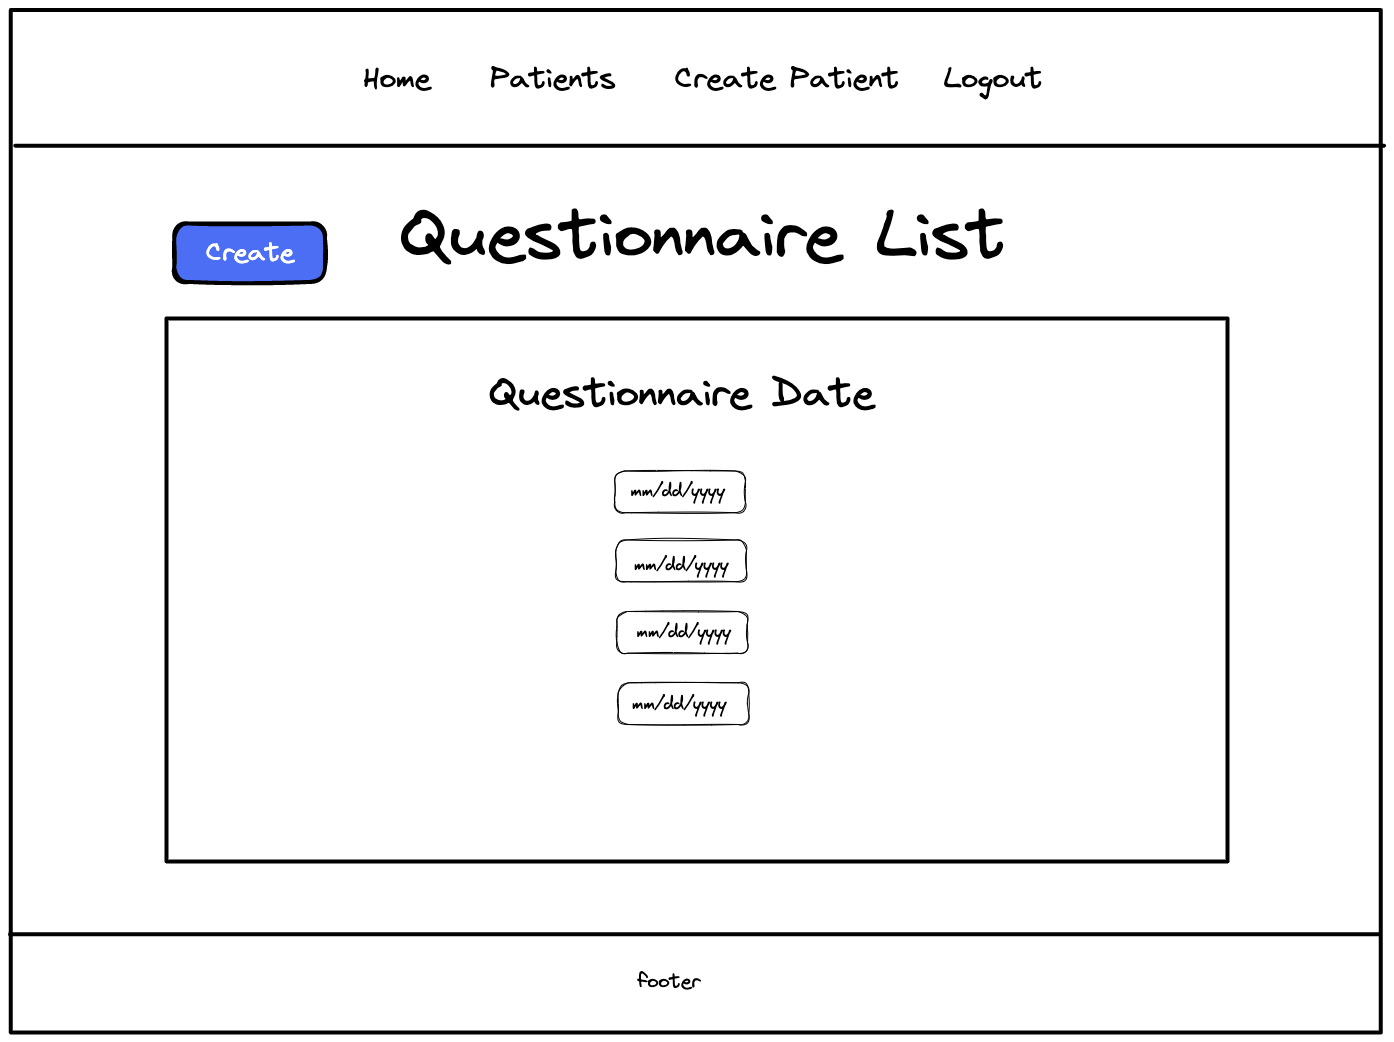 Home Patients Create Patient Logout
Create
Questionnaire List
Questionnaire Date
mm/dd/yyyy
mm/dd/yyyy
mm/dd/yyyy
mm/dd/yyyy
footer